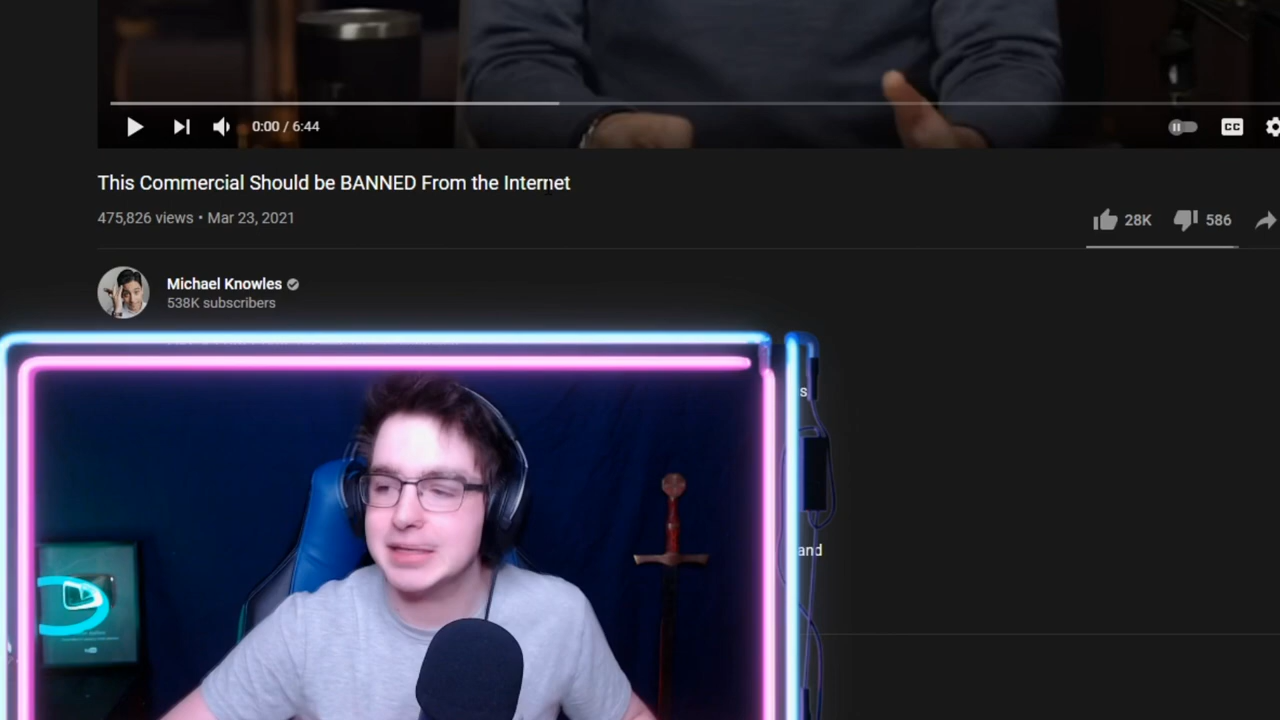 0:00 / 6:44
CC
This Commercial Should be BANNED From the Internet
475,826 views • Mar 23, 2021
28K
586
Michael Knowles
538K subscribers
s
and